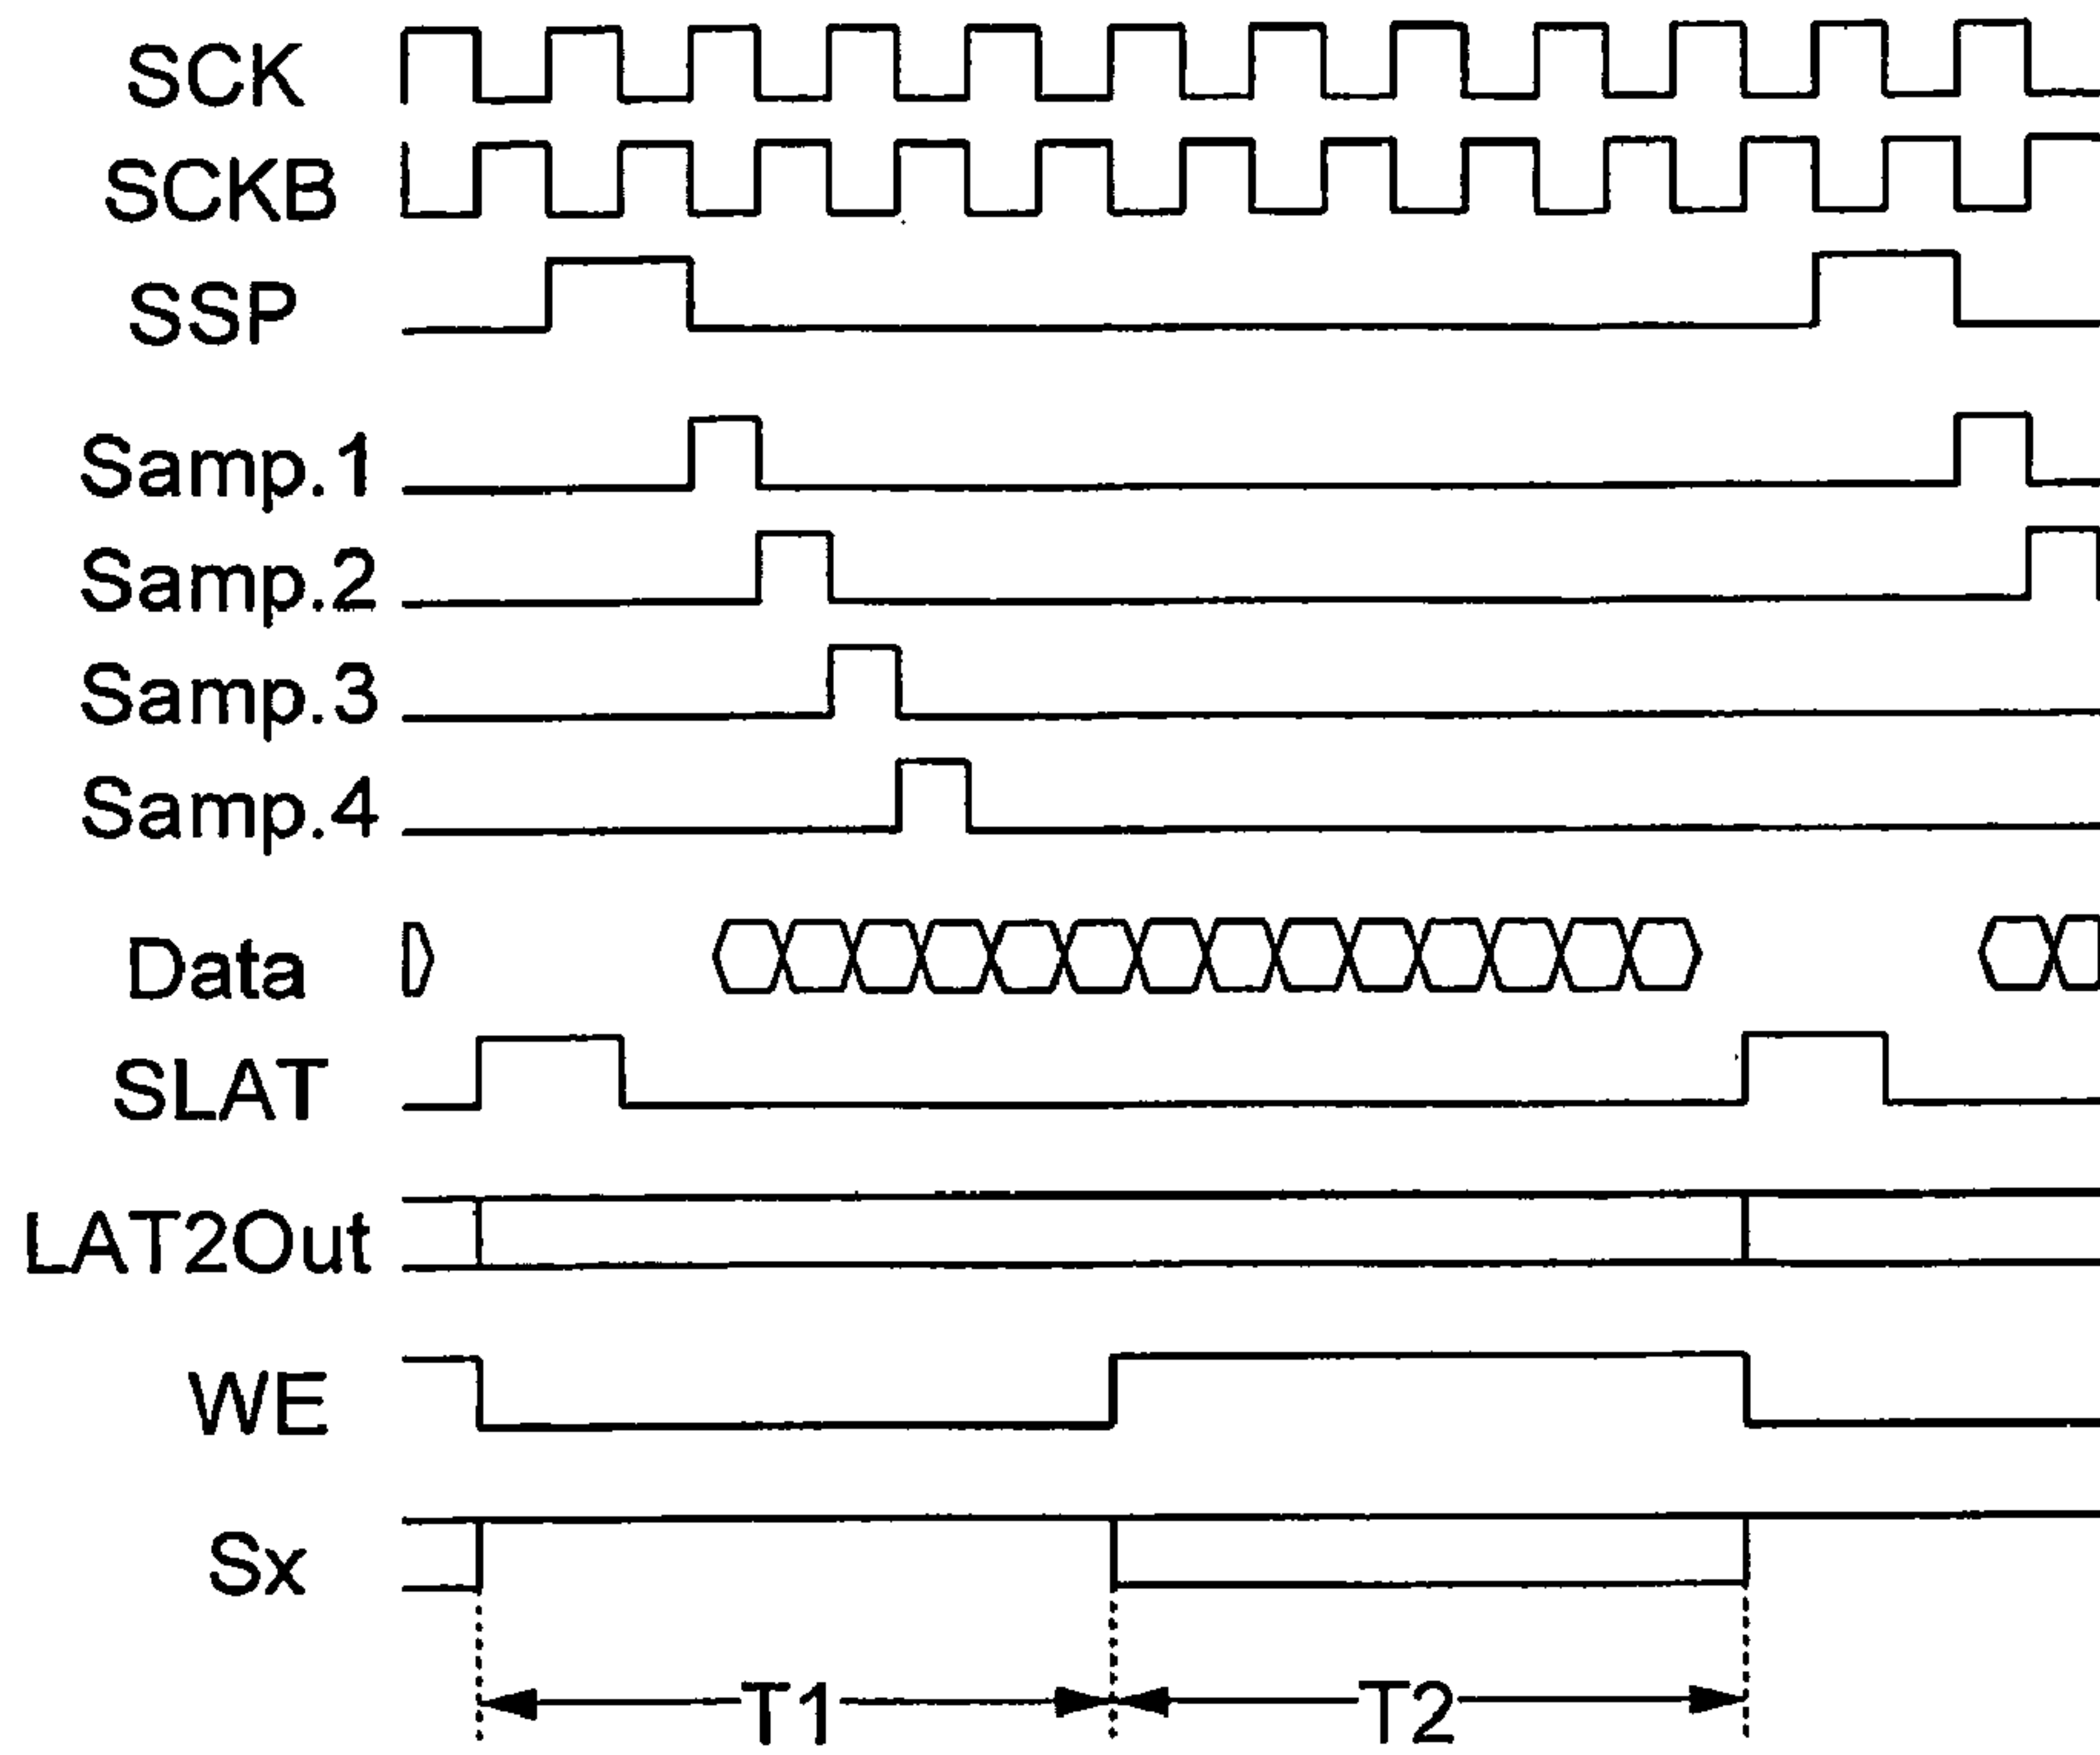 SCK
SCKB
SSP
Samp.1
Samp.2
Samp.3
Samp.4
Data
SLAT
LAT2Out
WE
Sx
T1 T2